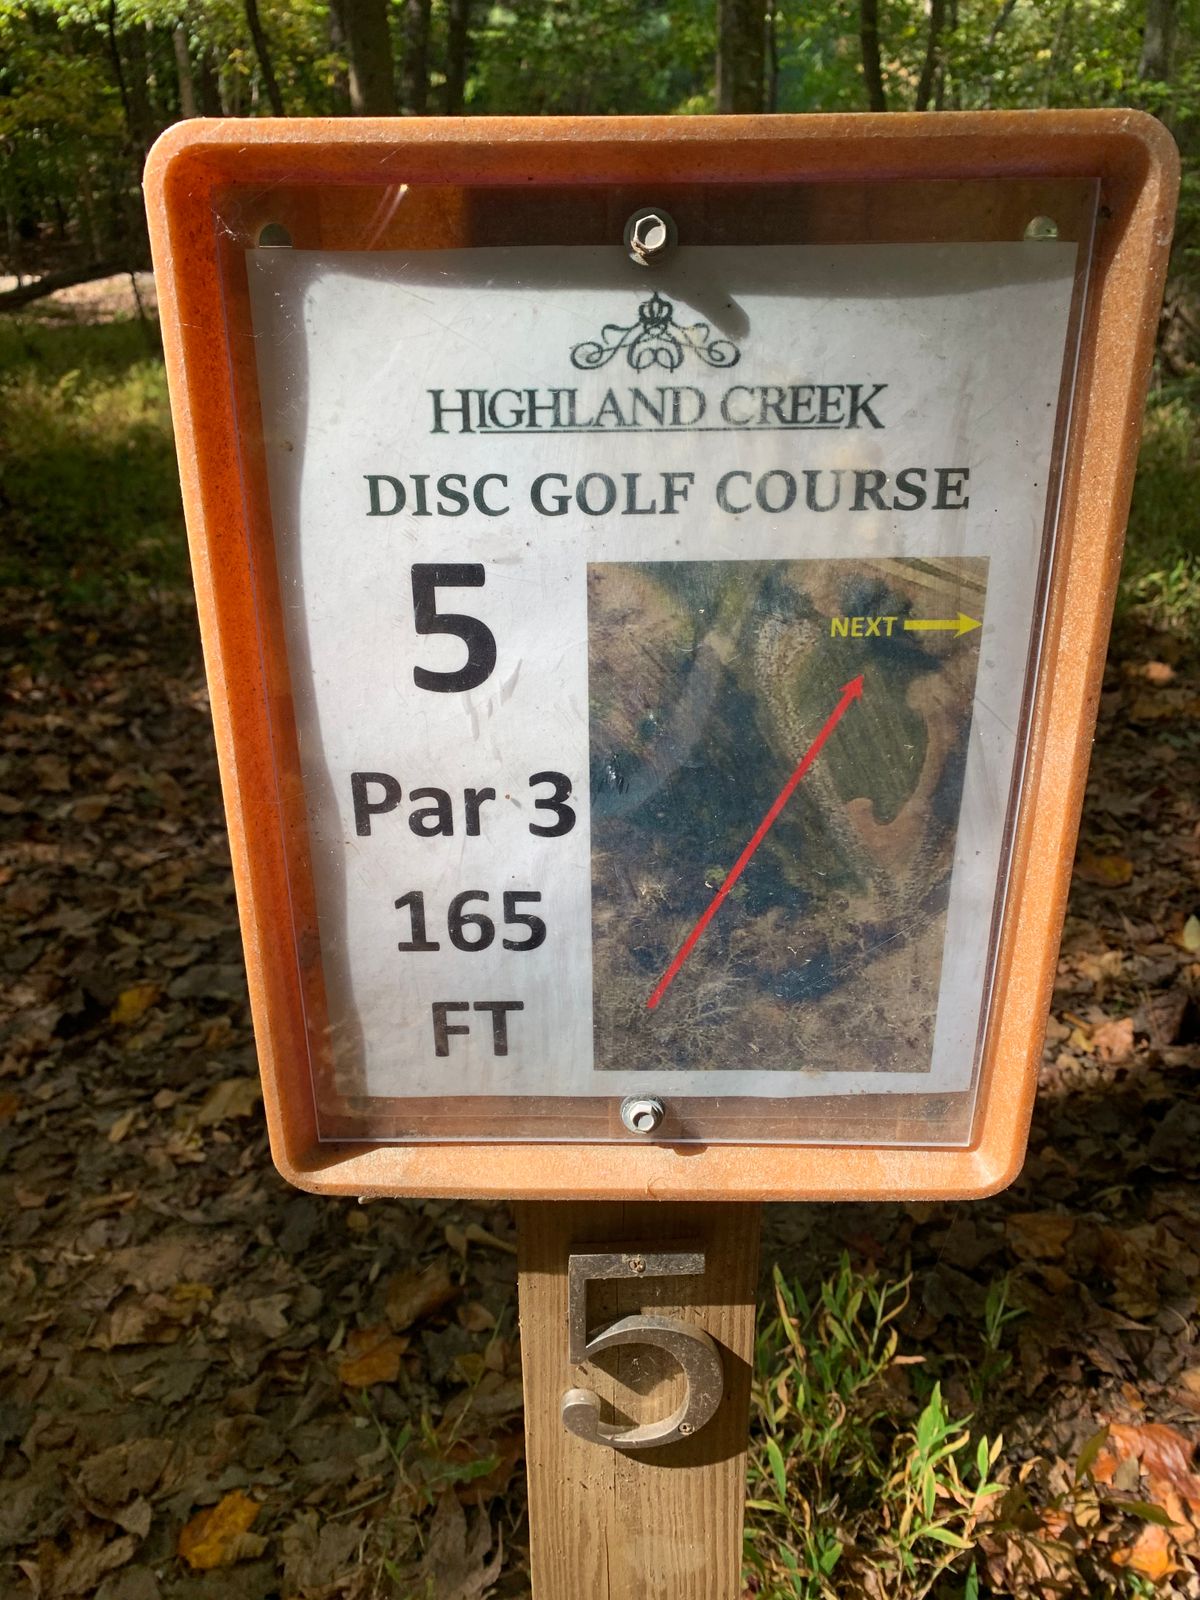 HIGHLAND CREEK
DISC GOLF COURSE
5
Par 3
165
FT
NEXT
5